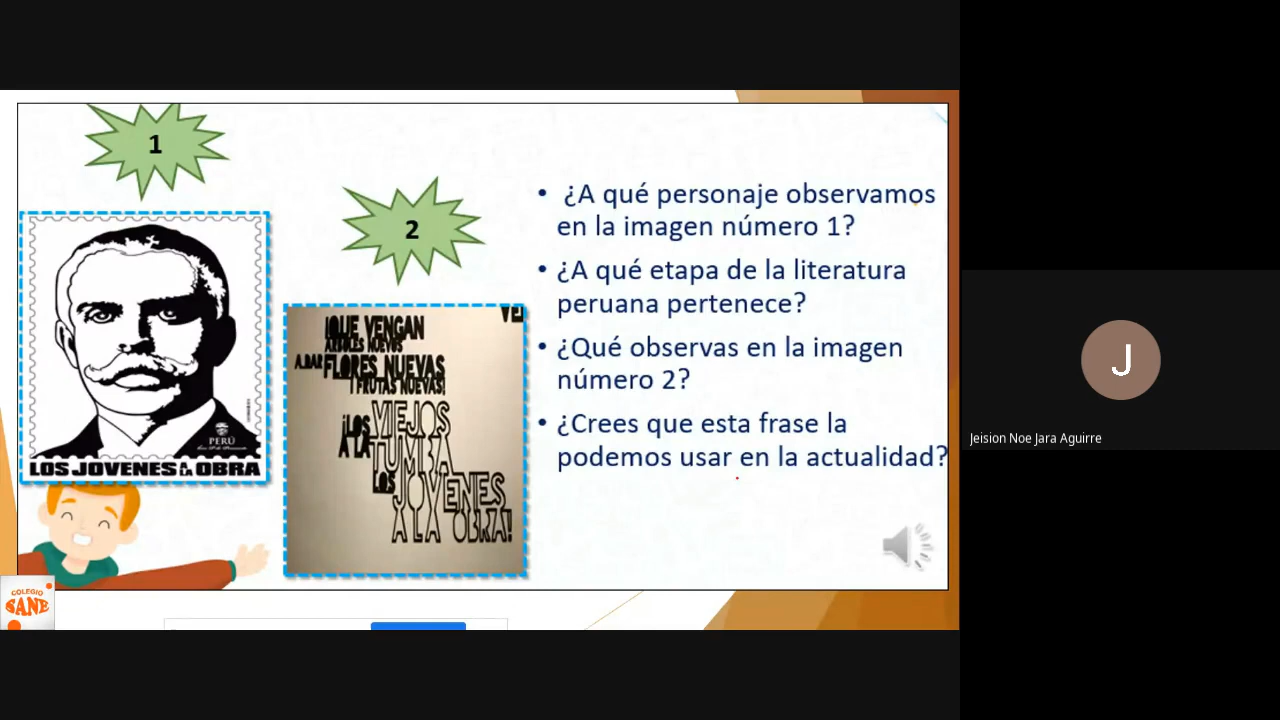 1
PERÚ
LOS JOVENES A LA OBRA
2
¡QUE VENGAN
ARBOLES NUEVOS
A DAR FLORES NUEVAS
I FRUTAS NUEVAS!
¡LOS VIEJOS
A LA TUMBA
LOS JOVENES
A LA OBRA!
• ¿A qué personaje observamos
en la imagen número 1?
• ¿A qué etapa de la literatura
peruana pertenece?
• ¿Qué observas en la imagen
número 2?
• ¿Crees que esta frase la
podemos usar en la actualidad?
COLEGIO
SANE
J
Jeision Noe Jara Aguirre